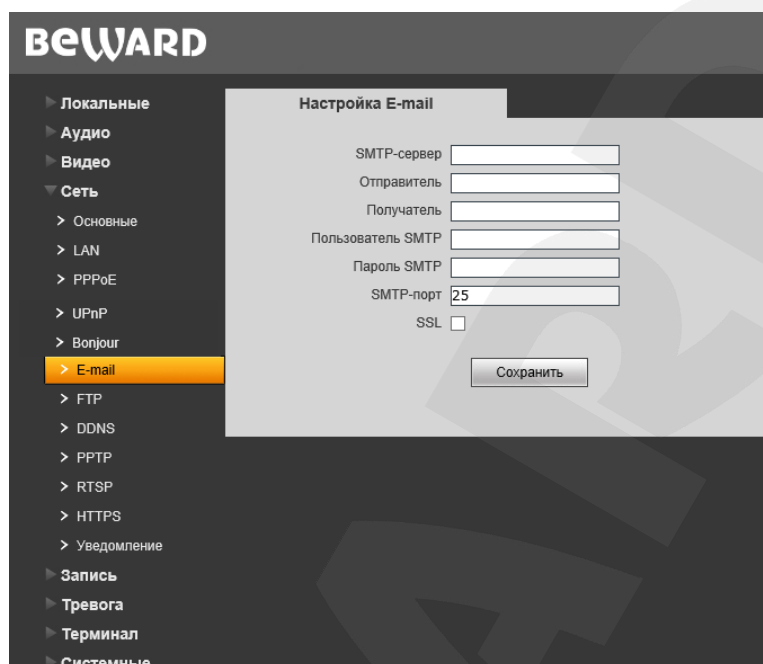 BEWARD
Локальные
Аудио
Видео
Сеть
Основные
LAN
PPPoE
UPnP
Bonjour
E-mail
FTP
DDNS
PPTP
RTSP
HTTPS
Уведомление
Запись
Тревога
Терминал
Системные
Настройка E-mail
SMTP-сервер
Отправитель
Получатель
Пользователь SMTP
Пароль SMTP
SMTP-порт 25
SSL
Сохранить